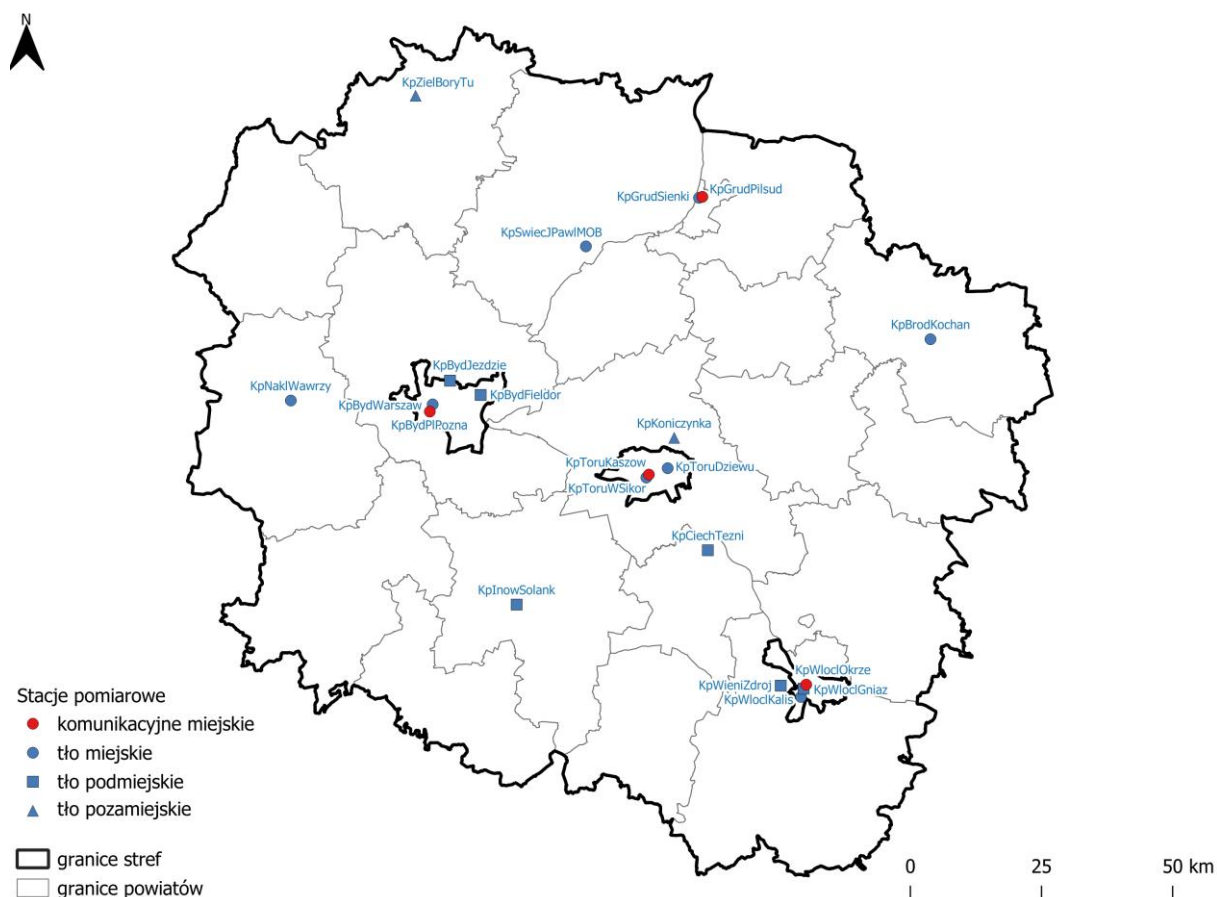 N
KpZielBoryTu
KpGrudSienki
KpGrudPilsud
KpSwiecJPawlMOB
KpBrodKochan
KpBydJezdzie
KpNaklWawrzy
KpBydWarszaw
KpBydFieldor
KpBydPlPozna
KpKoniczynka
KpToruKaszow
KpToruDziewu
KpToruWSikor
KpCiechTezni
KpInowSolank
KpWloclOkrze
KpWieniZdroj
KpWloclGniaz
KpWloclKalis
Stacje pomiarowe
komunikacyjne miejskie
tło miejskie
tło podmiejskie
tło pozamiejskie
granice stref
granice powiatów
0 25 50 km